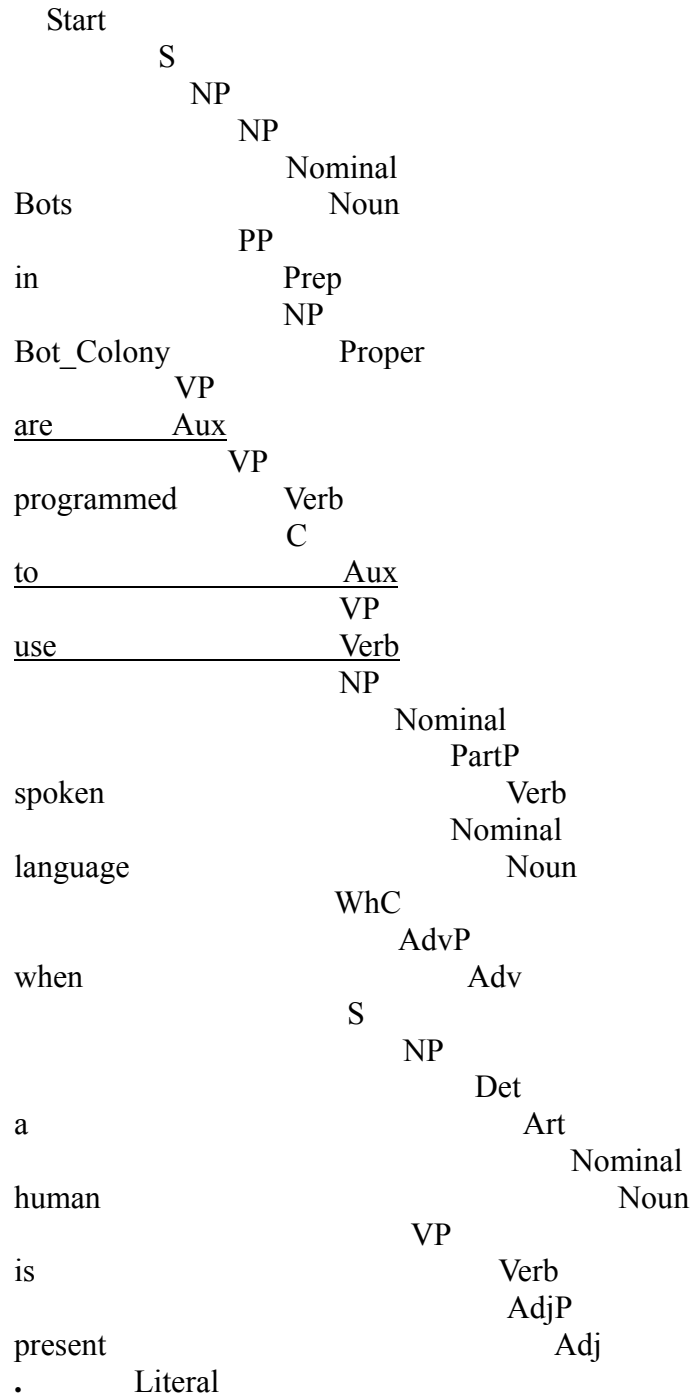 Start
S
NP
NP
Nominal
Bots Noun
PP
in Prep
NP
Bot_Colony Proper
VP
are Aux
VP
programmed Verb
C
to Aux
VP
use Verb
NP
Nominal
PartP
spoken Verb
Nominal
language Noun
WhC
AdvP
when Adv
S
NP
Det
a Art
Nominal
human Noun
VP
is Verb
AdjP
present Adj
. Literal